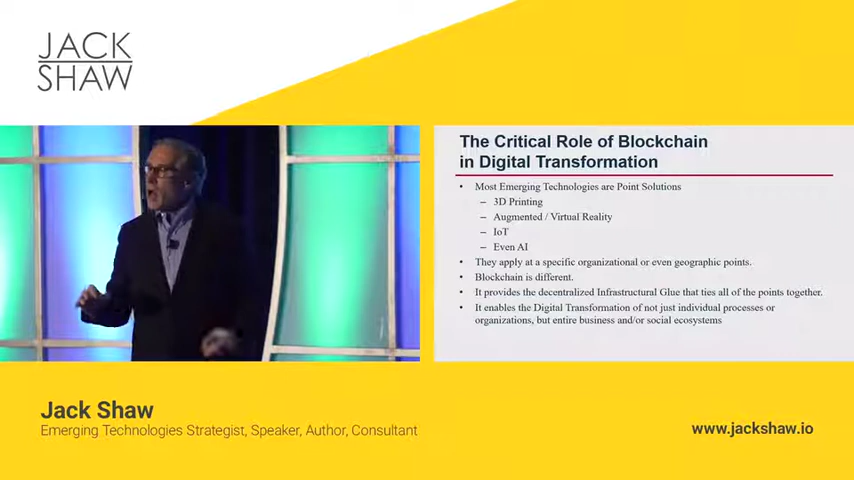 JACK
SHAW
The Critical Role of Blockchain
in Digital Transformation
• Most Emerging Technologies are Point Solutions
– 3D Printing
– Augmented / Virtual Reality
– IoT
– Even AI
• They apply at a specific organizational or even geographic points.
• Blockchain is different.
• It provides the decentralized Infrastructural Glue that ties all of the points together.
• It enables the Digital Transformation of not just individual processes or
organizations, but entire business and/or social ecosystems
Jack Shaw
Emerging Technologies Strategist, Speaker, Author, Consultant
www.jackshaw.io